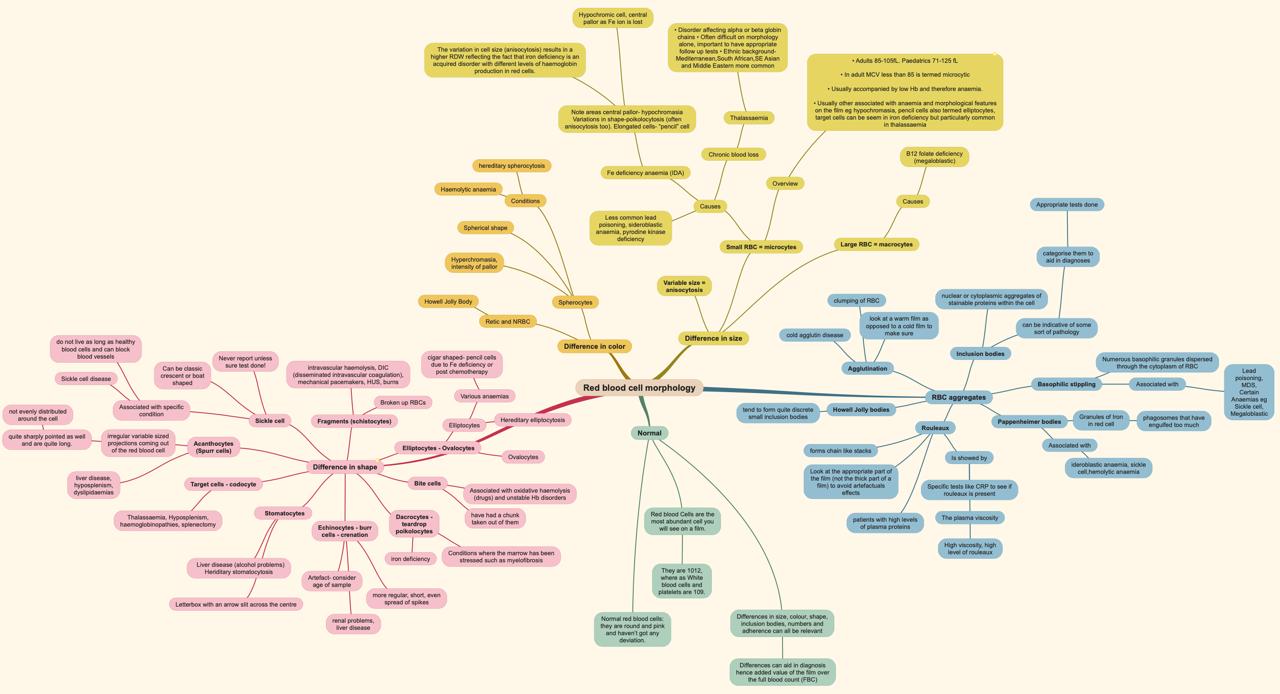 Red blood cell morphology
Difference in size
Variable size =
anisocytosis
Small RBC = microcytes
Causes
Fe deficiency anaemia (IDA)
Note areas central pallor- hypochromasia
Variations in shape-poikolocytosis (often
anisocytosis too). Elongated cells- "pencil" cell
Hypochromic cell, central
pallor as Fe ion is lost
The variation in cell size (anisocytosis) results in a
higher RDW reflecting the fact that iron deficiency is an
acquired disorder with different levels of haemoglobin
production in red cells.
Chronic blood loss
Thalassaemia
• Disorder affecting alpha or beta globin
chains • Often difficult on morphology
alone, important to have appropriate
follow up tests • Ethnic background-
Mediterranean,South African,SE Asian
and Middle Eastern more common
Less common lead
poisoning, sideroblastic
anaemia, pyrodine kinase
deficiency
Overview
• Adults 85-105fL. Paedatrics 71-125 fL
• In adult MCV less than 85 is termed microcytic
• Usually accompanied by low Hb and therefore anaemia.
• Usually other associated with anaemia and morphological features
on the film eg hypochromasia, pencil cells also termed elliptocytes,
target cells can be seem in iron deficiency but particularly common
in thalassaemia
Large RBC = macrocytes
Causes
B12 folate deficiency
(megaloblastic)
Difference in color
Spherocytes
Conditions
hereditary spherocytosis
Haemolytic anaemia
Spherical shape
Hyperchromasia,
intensity of pallor
Retic and NRBC
Howell Jolly Body
RBC aggregates
Agglutination
clumping of RBC
look at a warm film as
opposed to a cold film to
make sure
cold agglutin disease
Inclusion bodies
nuclear or cytoplasmic aggregates of
stainable proteins within the cell
can be indicative of some
sort of pathology
categorise them to
aid in diagnoses
Appropriate tests done
Basophilic stippling
Numerous basophilic granules dispersed
through the cytoplasm of RBC
Associated with
Lead
poisoning,
MDS,
Certain
Anaemias eg
Sickle cell,
Megaloblastic
Howell Jowly bodies
tend to form quite discrete
small inclusion bodies
Pappenheimer bodies
Granules of Iron
in red cell
phagosomes that have
engulfed too much
Associated with
ideroblastic anaemia, sickle
cell,hemolytic anaemia
Rouleaux
forms chain like stacks
Look at the appropriate part of
the film (not the thick part of a
film) to avoid artefactuals
effects
patients with high levels
of plasma proteins
Is showed by
Specific tests like CRP to see if
rouleaux is present
The plasma viscosity
High viscosity, high
level of rouleaux
Normal
Red blood Cells are the
most abundant cell you
will see on a film.
They are 1012,
where as White
blood cells and
platelets are 109.
Normal red blood cells:
they are round and pink
and haven't got any
deviation.
Differences in size, colour, shape,
inclusion bodies, numbers and
adherence can all be relevant
Differences can aid in diagnosis
hence added value of the film over
the full blood count (FBC)
Difference in shape
Elliptocytes - Ovalocytes
Hereditary elliptocytosis
Elliptocytes
Various anaemias
cigar shaped- pencil cells
due to Fe deficiency or
post chemotherapy
Ovalocytes
Fragments (schistocytes)
Broken up RBCs
intravascular haemolysis, DIC
(disseminated intravascular coagulation),
mechanical pacemakers, HUS, burns
Sickle cell
Never report unless
sure test done!
Can be classic
crescent or boat
shaped
Associated with specific
condition
do not live as long as healthy
blood cells and can block
blood vessels
Sickle cell disease
Acanthocytes
(Spurr cells)
irregular variable sized
projections coming out
of the red blood cell
not evenly distributed
around the cell
quite sharply pointed as well
and are quite long.
liver disease,
hyposplenism,
dyslipidaemias
Target cells - codocyte
Thalassaemia, Hyposplenism,
haemoglobinopathies, splenectomy
Stomatocytes
Liver disease (alcohol problems)
Heriditary stomatocytosis
Letterbox with an arrow slit across the centre
Echinocytes - burr
cells - crenation
Artefact- consider
age of sample
renal problems,
liver disease
more regular, short, even
spread of spikes
Dacrocytes -
teardrop
poikolocytes
iron deficiency
Conditions where the marrow has been
stressed such as myelofibrosis
Bite cells
Associated with oxidative haemolysis
(drugs) and unstable Hb disorders
have had a chunk
taken out of them